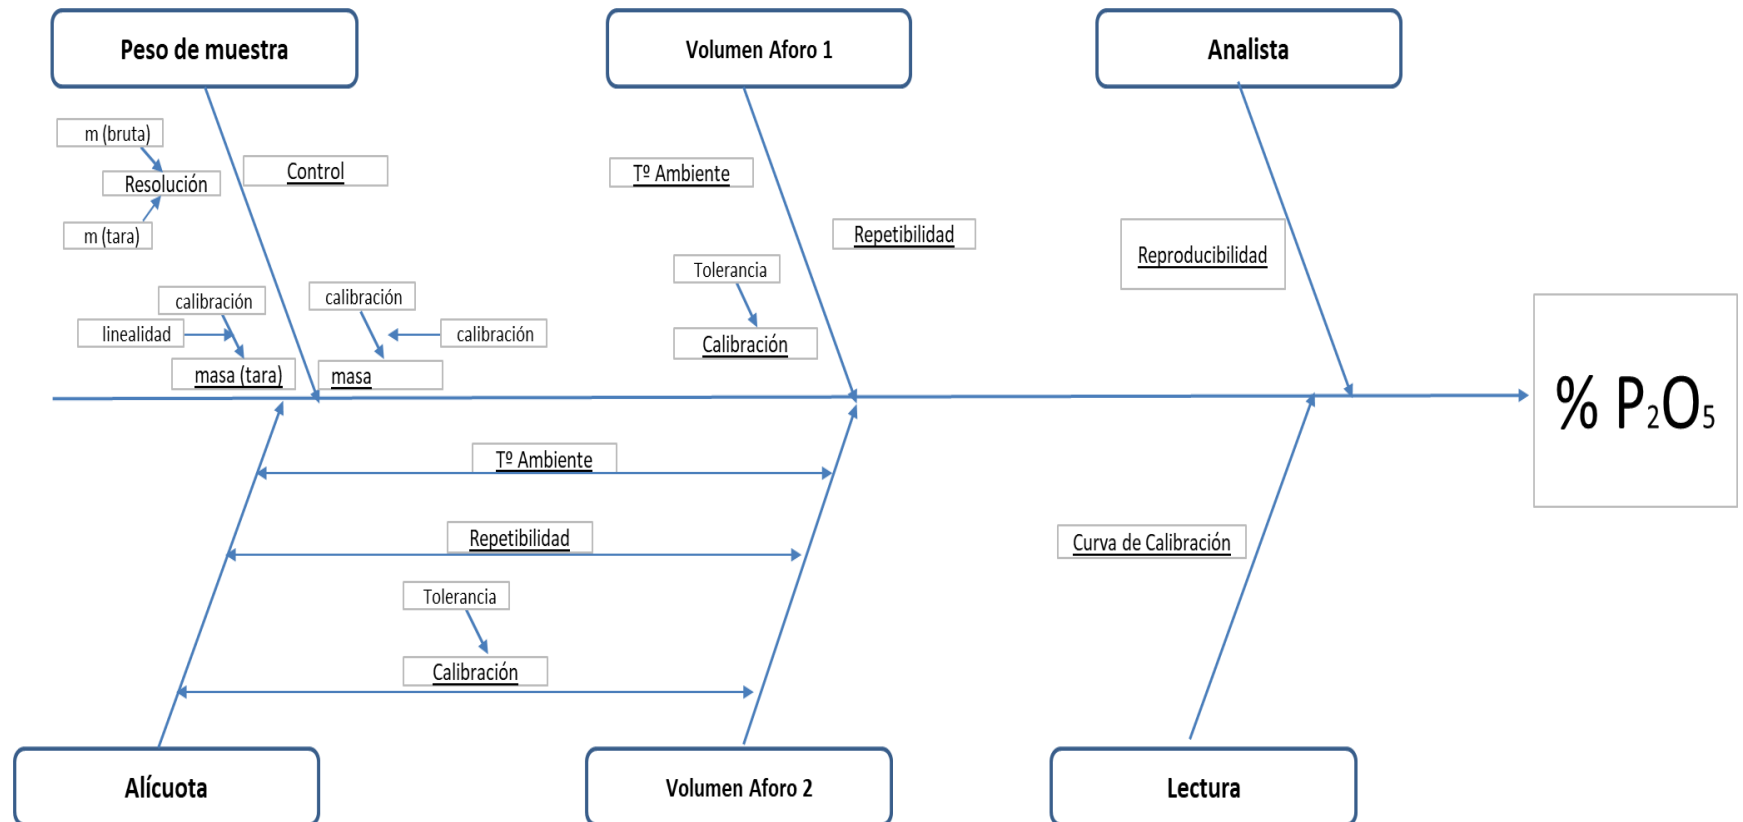 Peso de muestra
Volumen Aforo 1
Analista
m (bruta)
Resolución
m (tara)
Control
Tº Ambiente
Repetibilidad
Reproducibilidad
Tolerancia
Calibración
calibración
linealidad
masa (tara)
calibración
calibración
masa
% P₂O₅
Tº Ambiente
Repetibilidad
Curva de Calibración
Tolerancia
Calibración
Alícuota
Volumen Aforo 2
Lectura